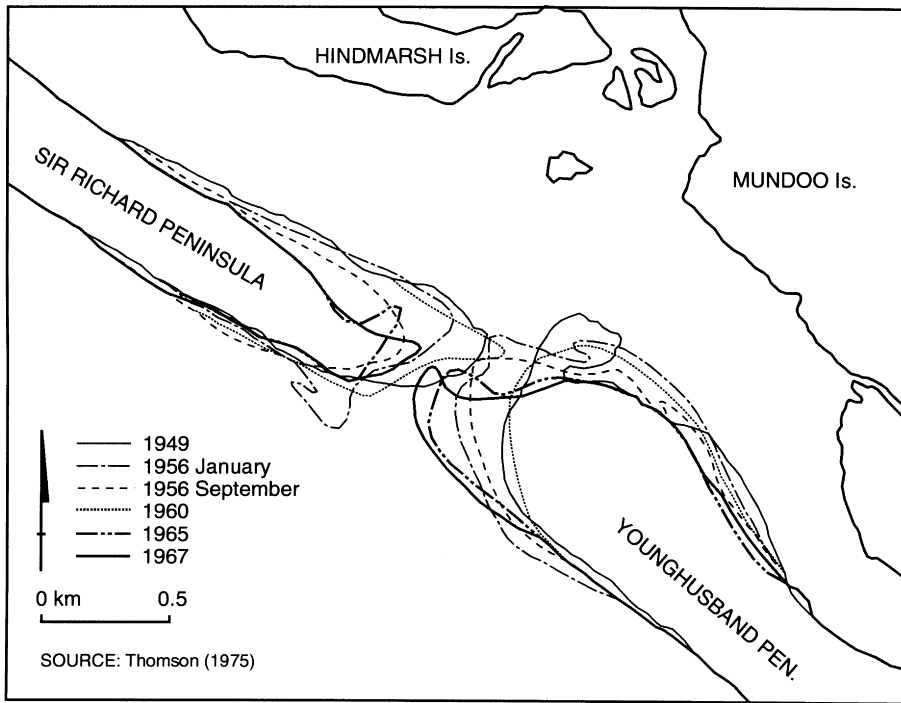 HINDMARSH Is.
SIR RICHARD PENINSULA
MUNDOO Is.
YOUNGHUSBAND PEN.
1949
1956 January
1956 September
1960
1965
1967
0 km 0.5
SOURCE: Thomson (1975)